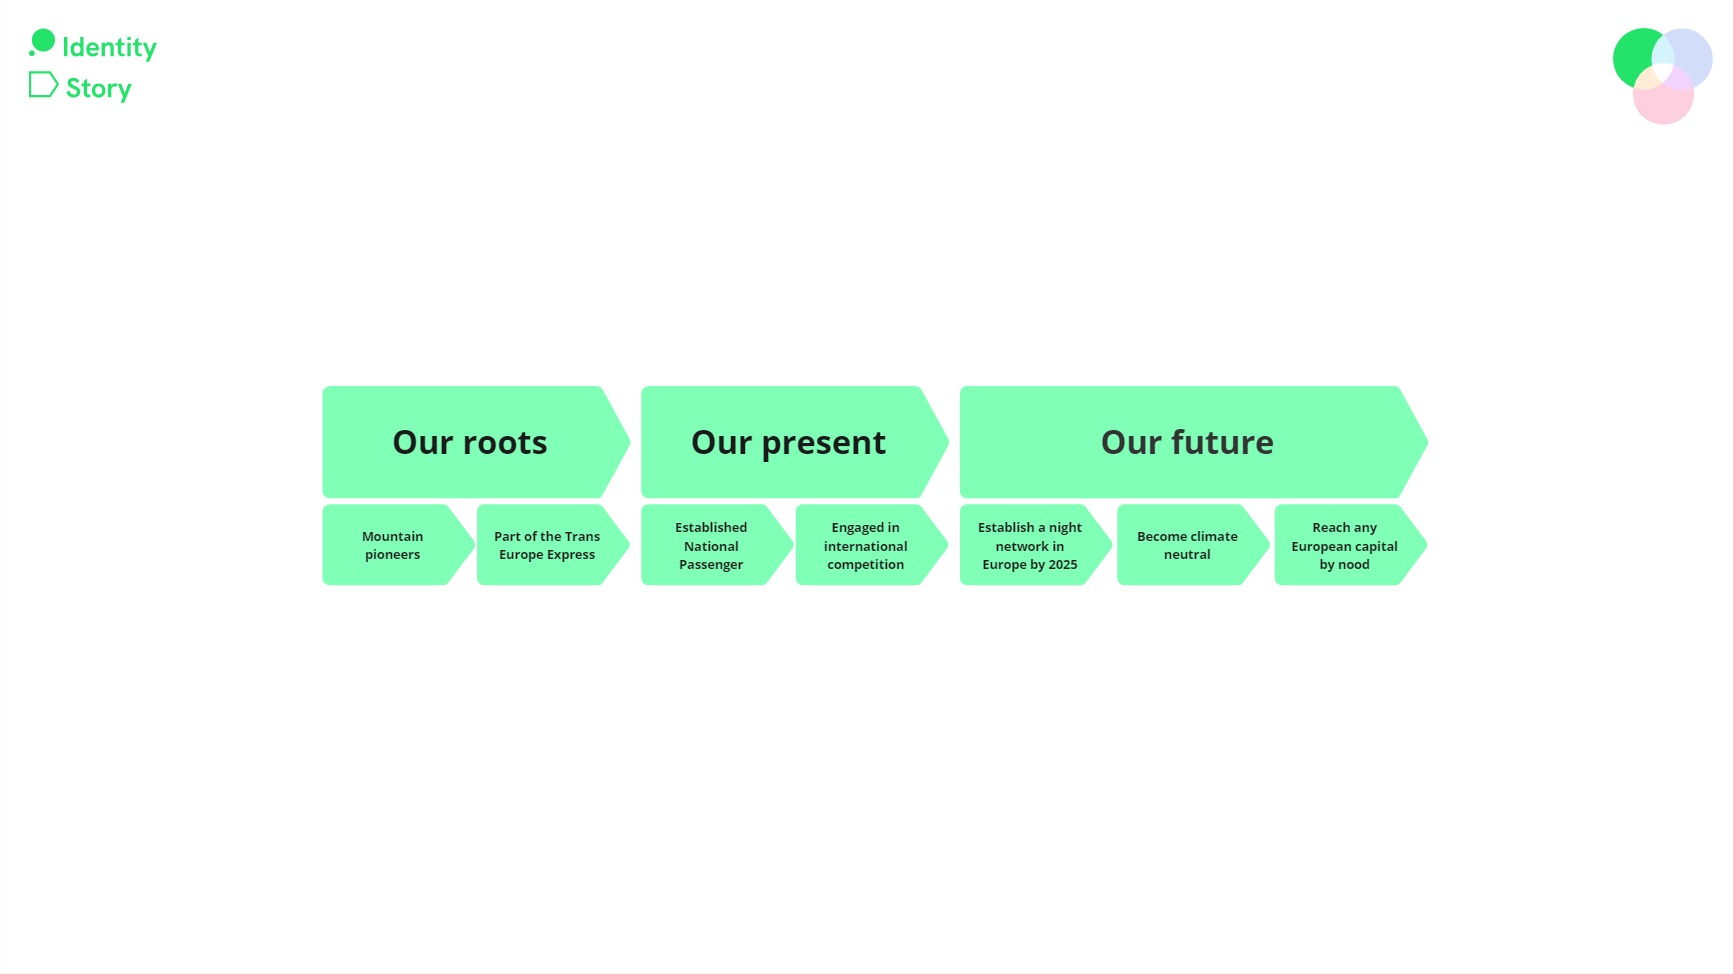 Identity
Story
Our roots
Our present
Our future
Mountain
pioneers
Part of the Trans
Europe Express
Established
National
Passenger
Engaged in
international
competition
Establish a night
network in
Europe by 2025
Become climate
neutral
Reach any
European capital
by nood